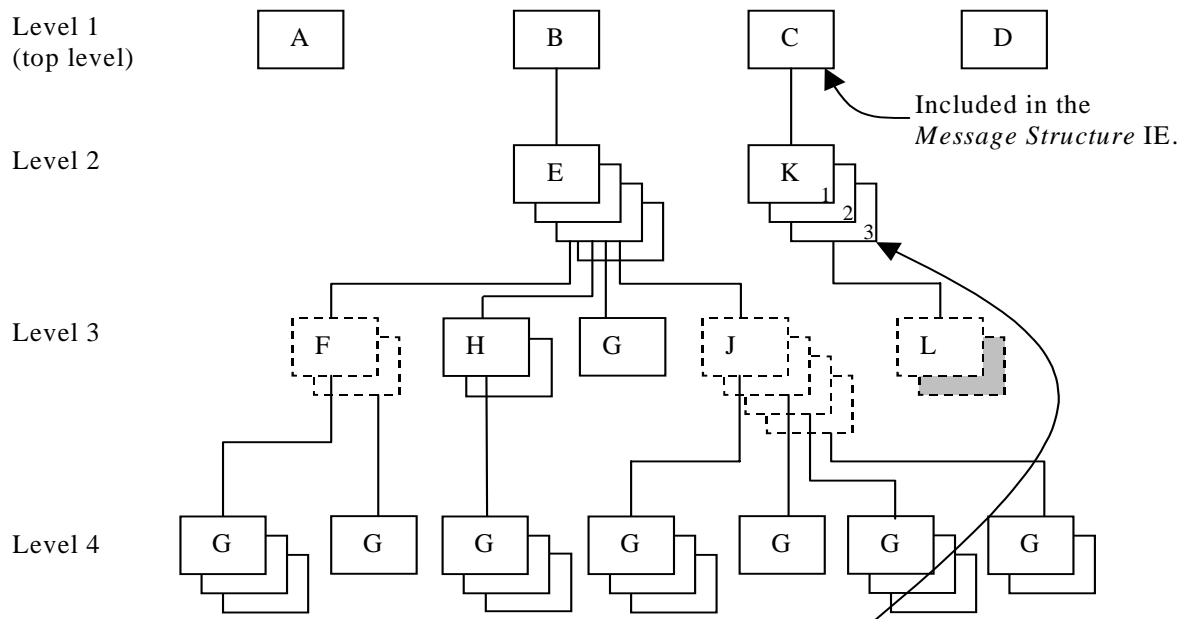 Level 1
(top level)
A
B
C
D
Included in the
Message Structure IE.
Level 2
E
K
1
2
3
Level 3
F
H
G
J
L
Level 4
G
G
G
G
G
G
G